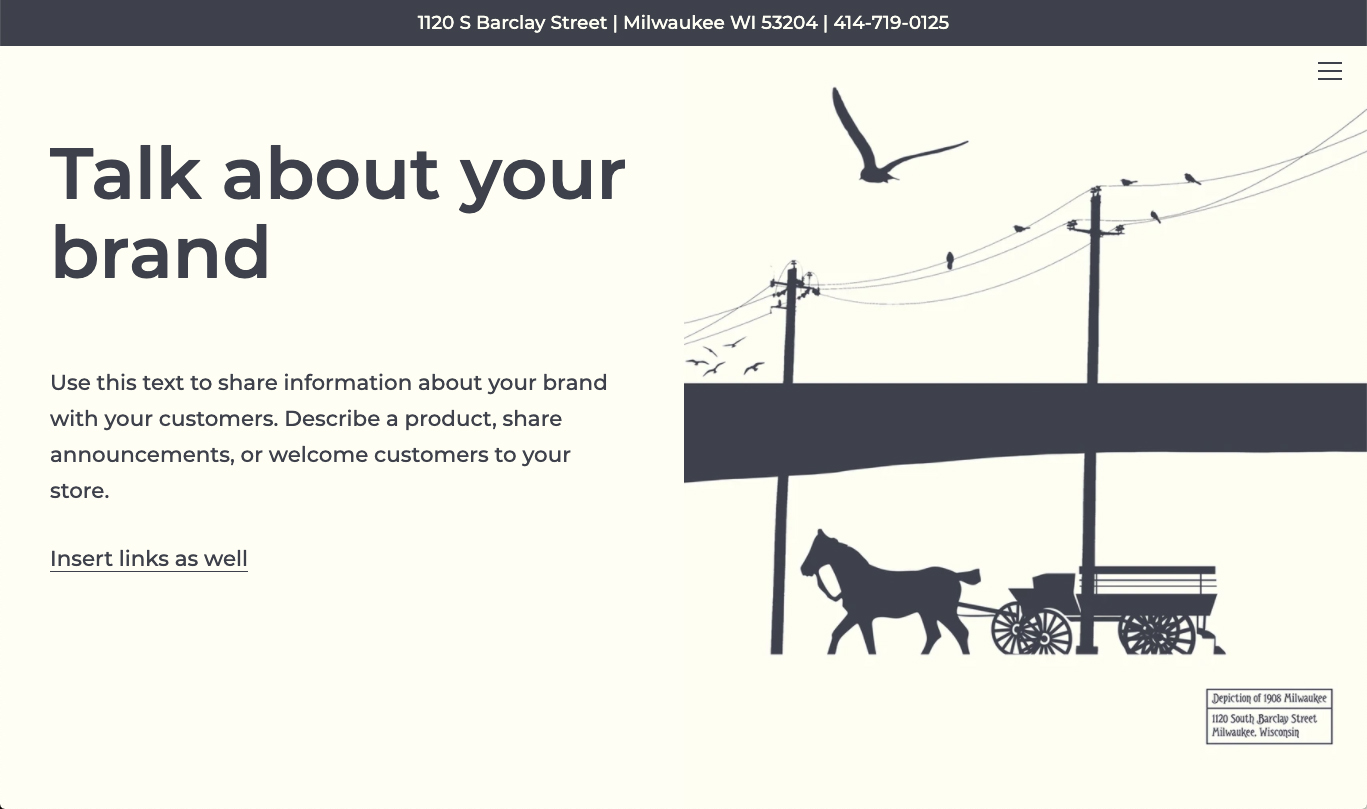 1120 S Barclay Street | Milwaukee WI 53204 | 414-719-0125
Talk about your
brand
Use this text to share information about your brand
with your customers. Describe a product, share
announcements, or welcome customers to your
store.
Insert links as well
Depiction of 1908 Milwaukee
1120 South Barclay Street
Milwaukee, Wisconsin